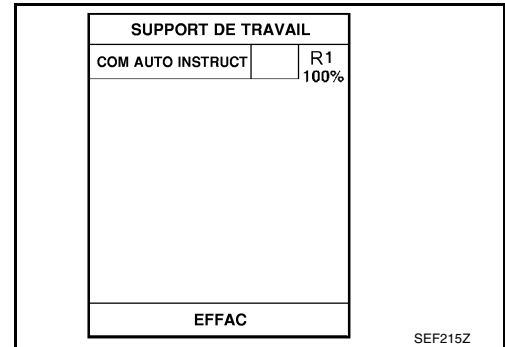 SUPPORT DE TRAVAIL
COM AUTO INSTRUCT R1
100%
EFFAC
SEF215Z